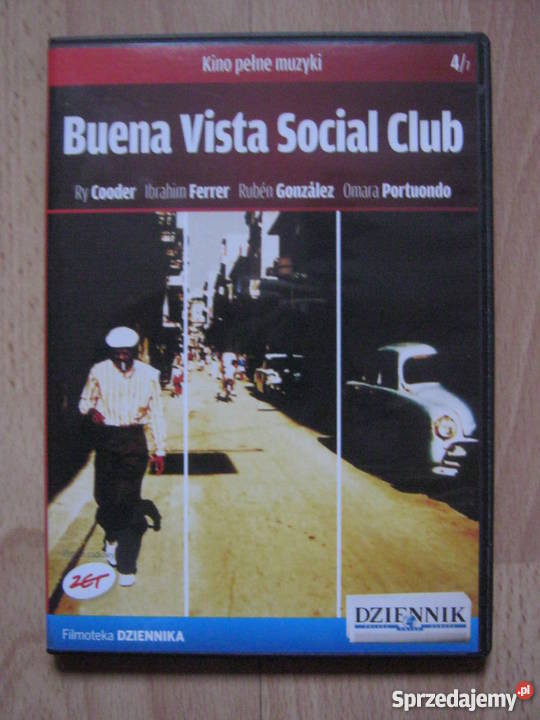 Kino pełne muzyki 4/7
Buena Vista Social Club
Ry Cooder Ibrahim Ferrer Rubén González Omara Portuondo
ZET
DZIENNIK
Filmoteka DZIENNIKA
Sprzedajemy.pl